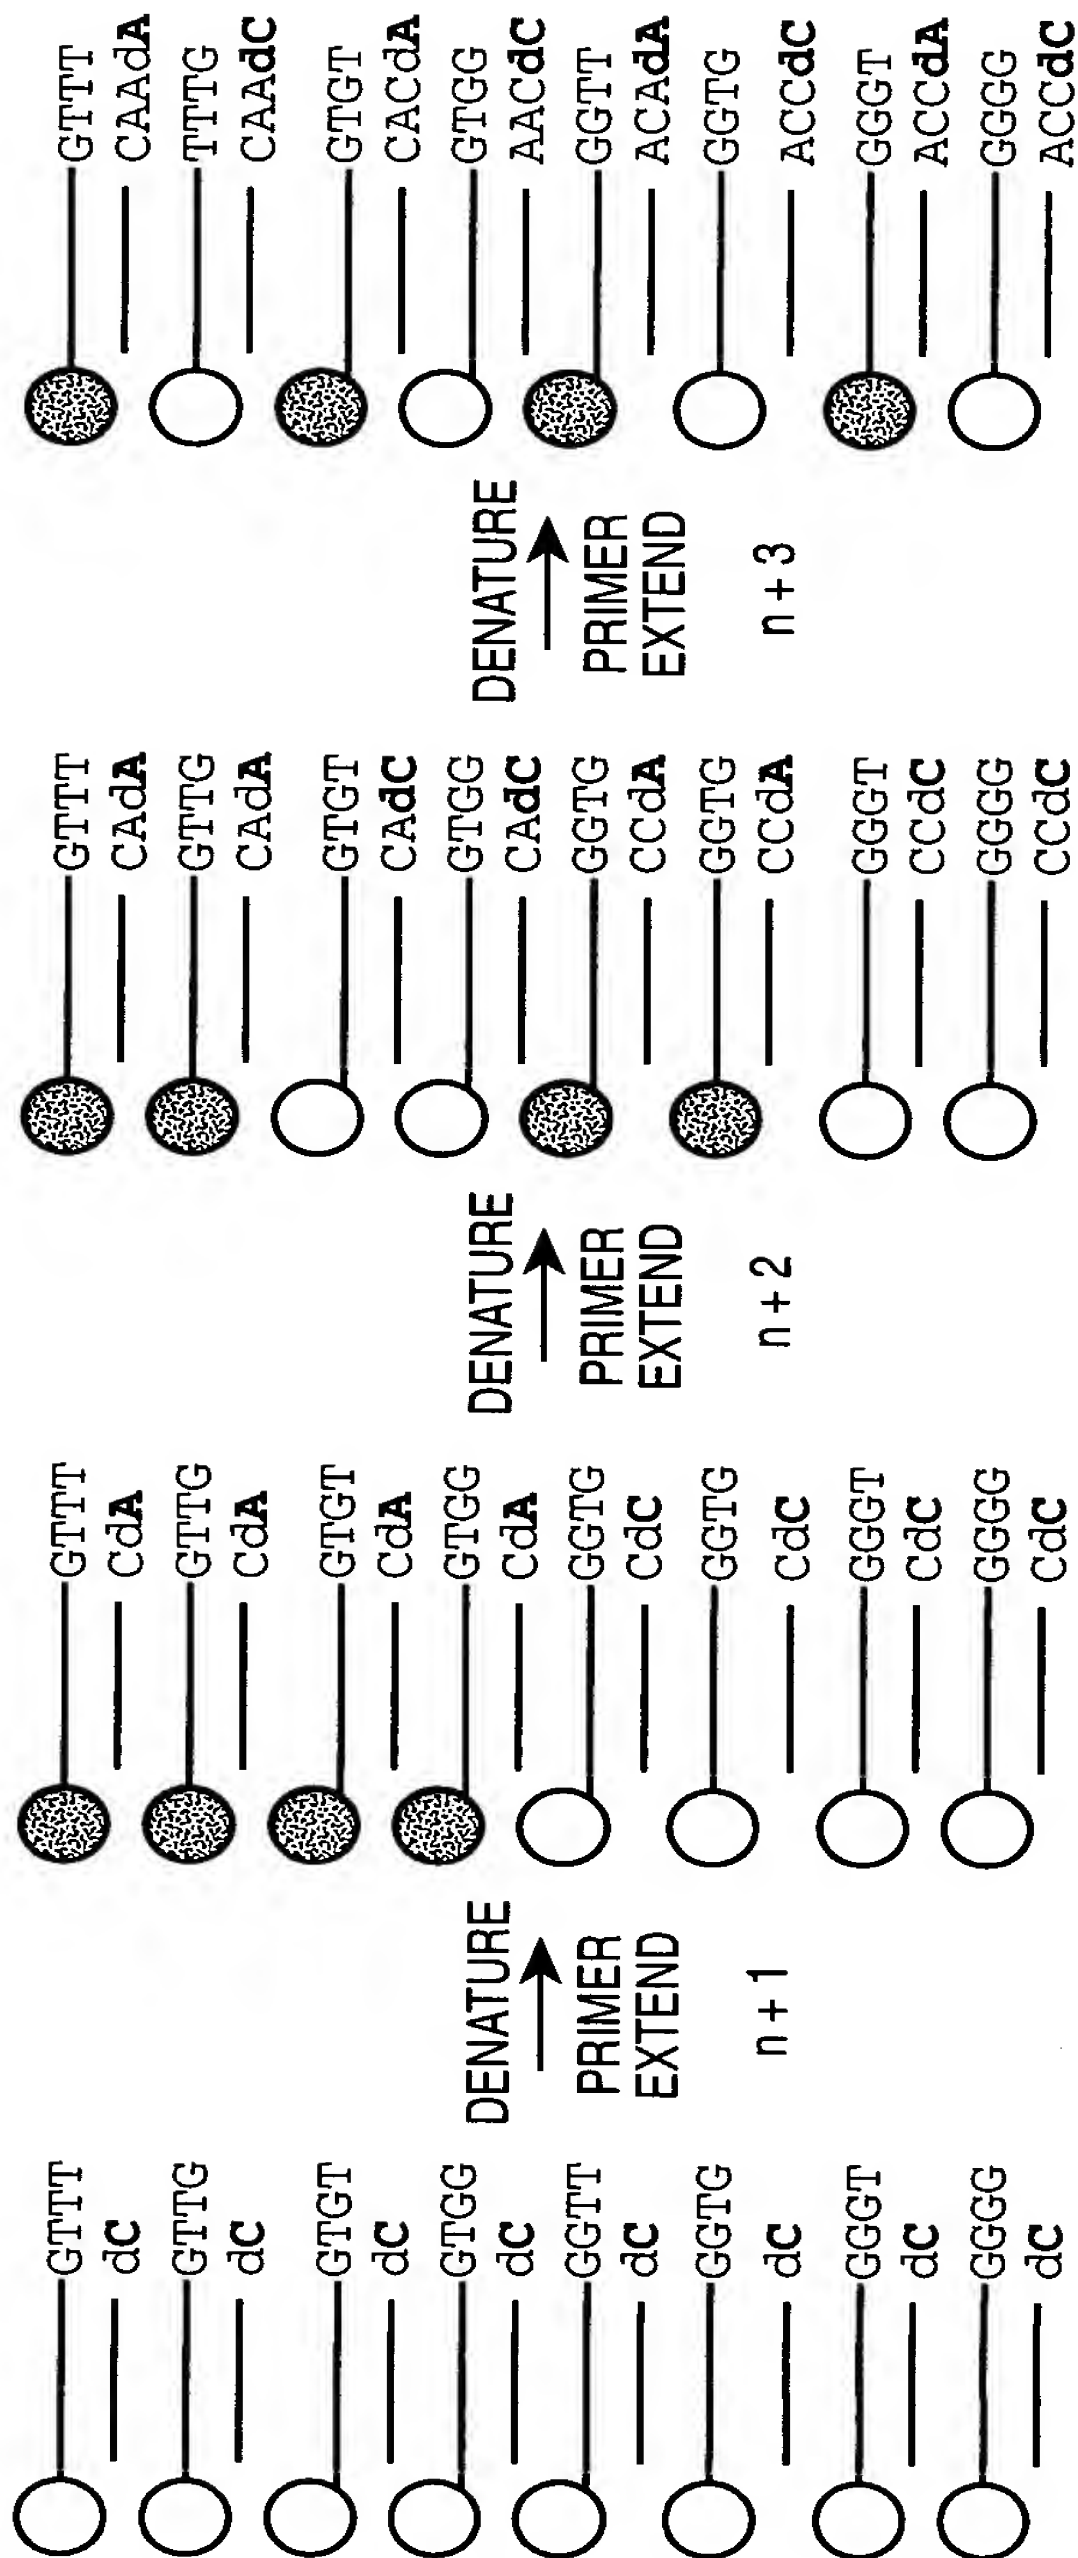 GTTT
dC
GTTG
dC
GTGT
dC
GTGG
dC
GGTT
dC
GGTG
dC
GGGT
dC
GGGG
dC
DENATURE
PRIMER
EXTEND
n + 1
GTTT
CdA
GTTG
CdA
GTGT
CdA
GTGG
CdA
GGTG
CdC
GGTG
CdC
GGGT
CdC
GGGG
CdC
DENATURE
PRIMER
EXTEND
n + 2
GTTT
CAdA
GTTG
CAdA
GTGT
CAdC
GTGG
CAdC
GGTG
CCdA
GGTG
CCdA
GGGT
CCdC
GGGG
CCdC
DENATURE
PRIMER
EXTEND
n + 3
GTTT
CAAdA
TTTG
CAAdC
GTGT
CACdA
GTGG
AACdC
GGTT
ACAdA
GGTG
ACCdC
GGGT
ACCdA
GGGG
ACCdC